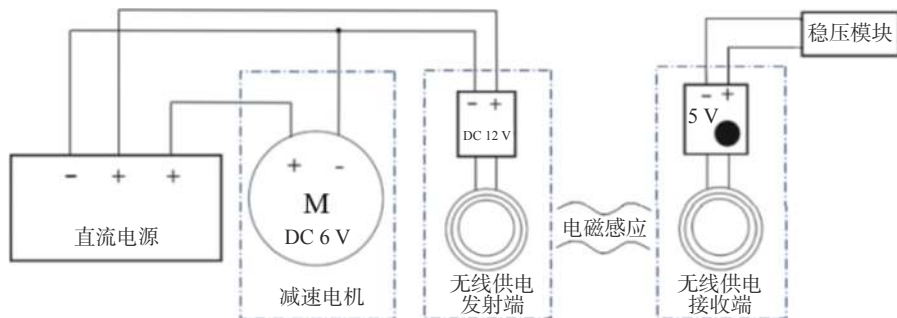 稳压模块
- +
- +
5 V
DC 12 V
- + +
+ -
M
直流电源
DC 6 V
电磁感应
减速电机
无线供电
发射端
无线供电
接收端